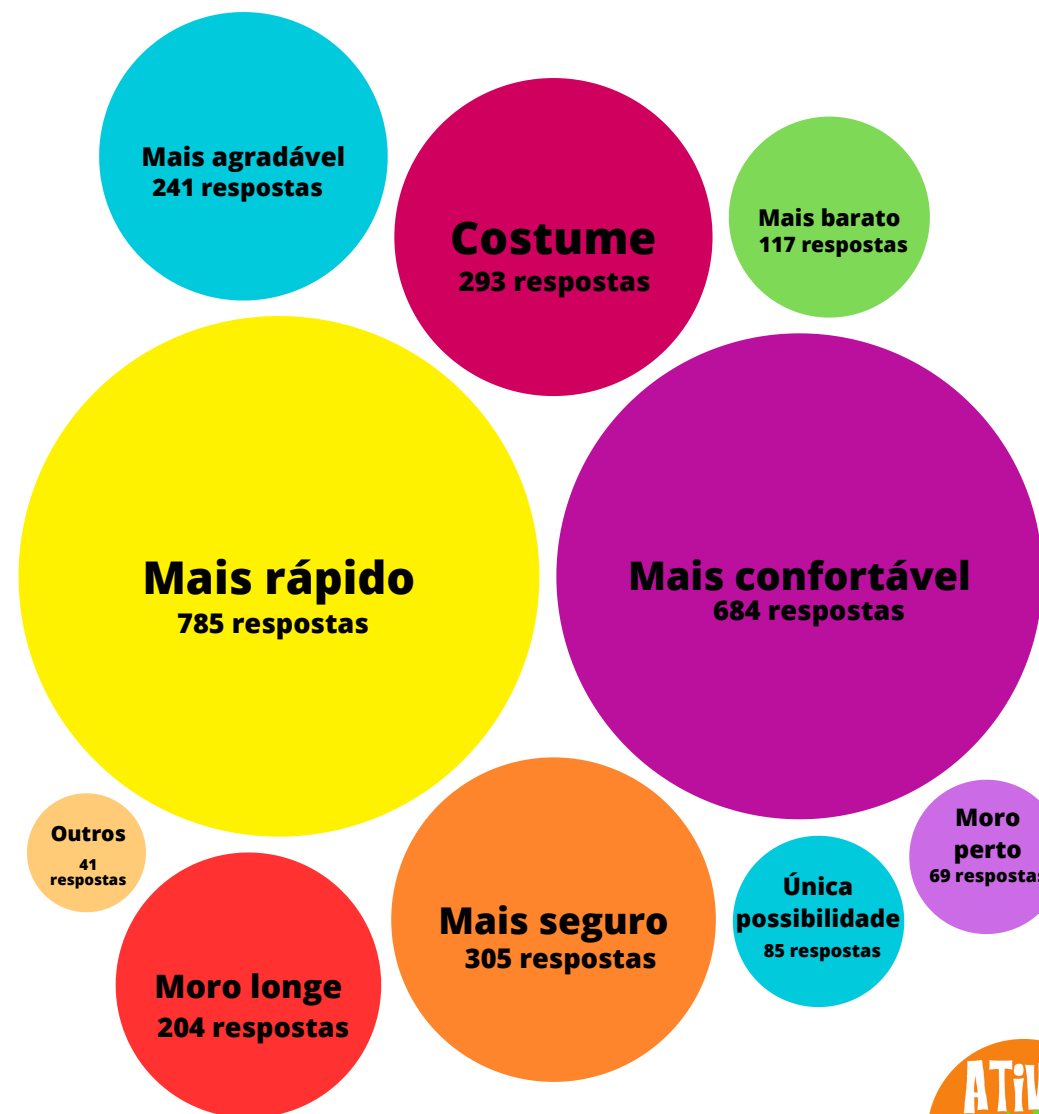 Mais agradável
241 respostas
Costume
293 respostas
Mais barato
117 respostas
Mais rápido
785 respostas
Mais confortável
684 respostas
Outros
41
respostas
Moro longe
204 respostas
Mais seguro
305 respostas
Única
possibilidade
85 respostas
Moro
perto
69 respostas